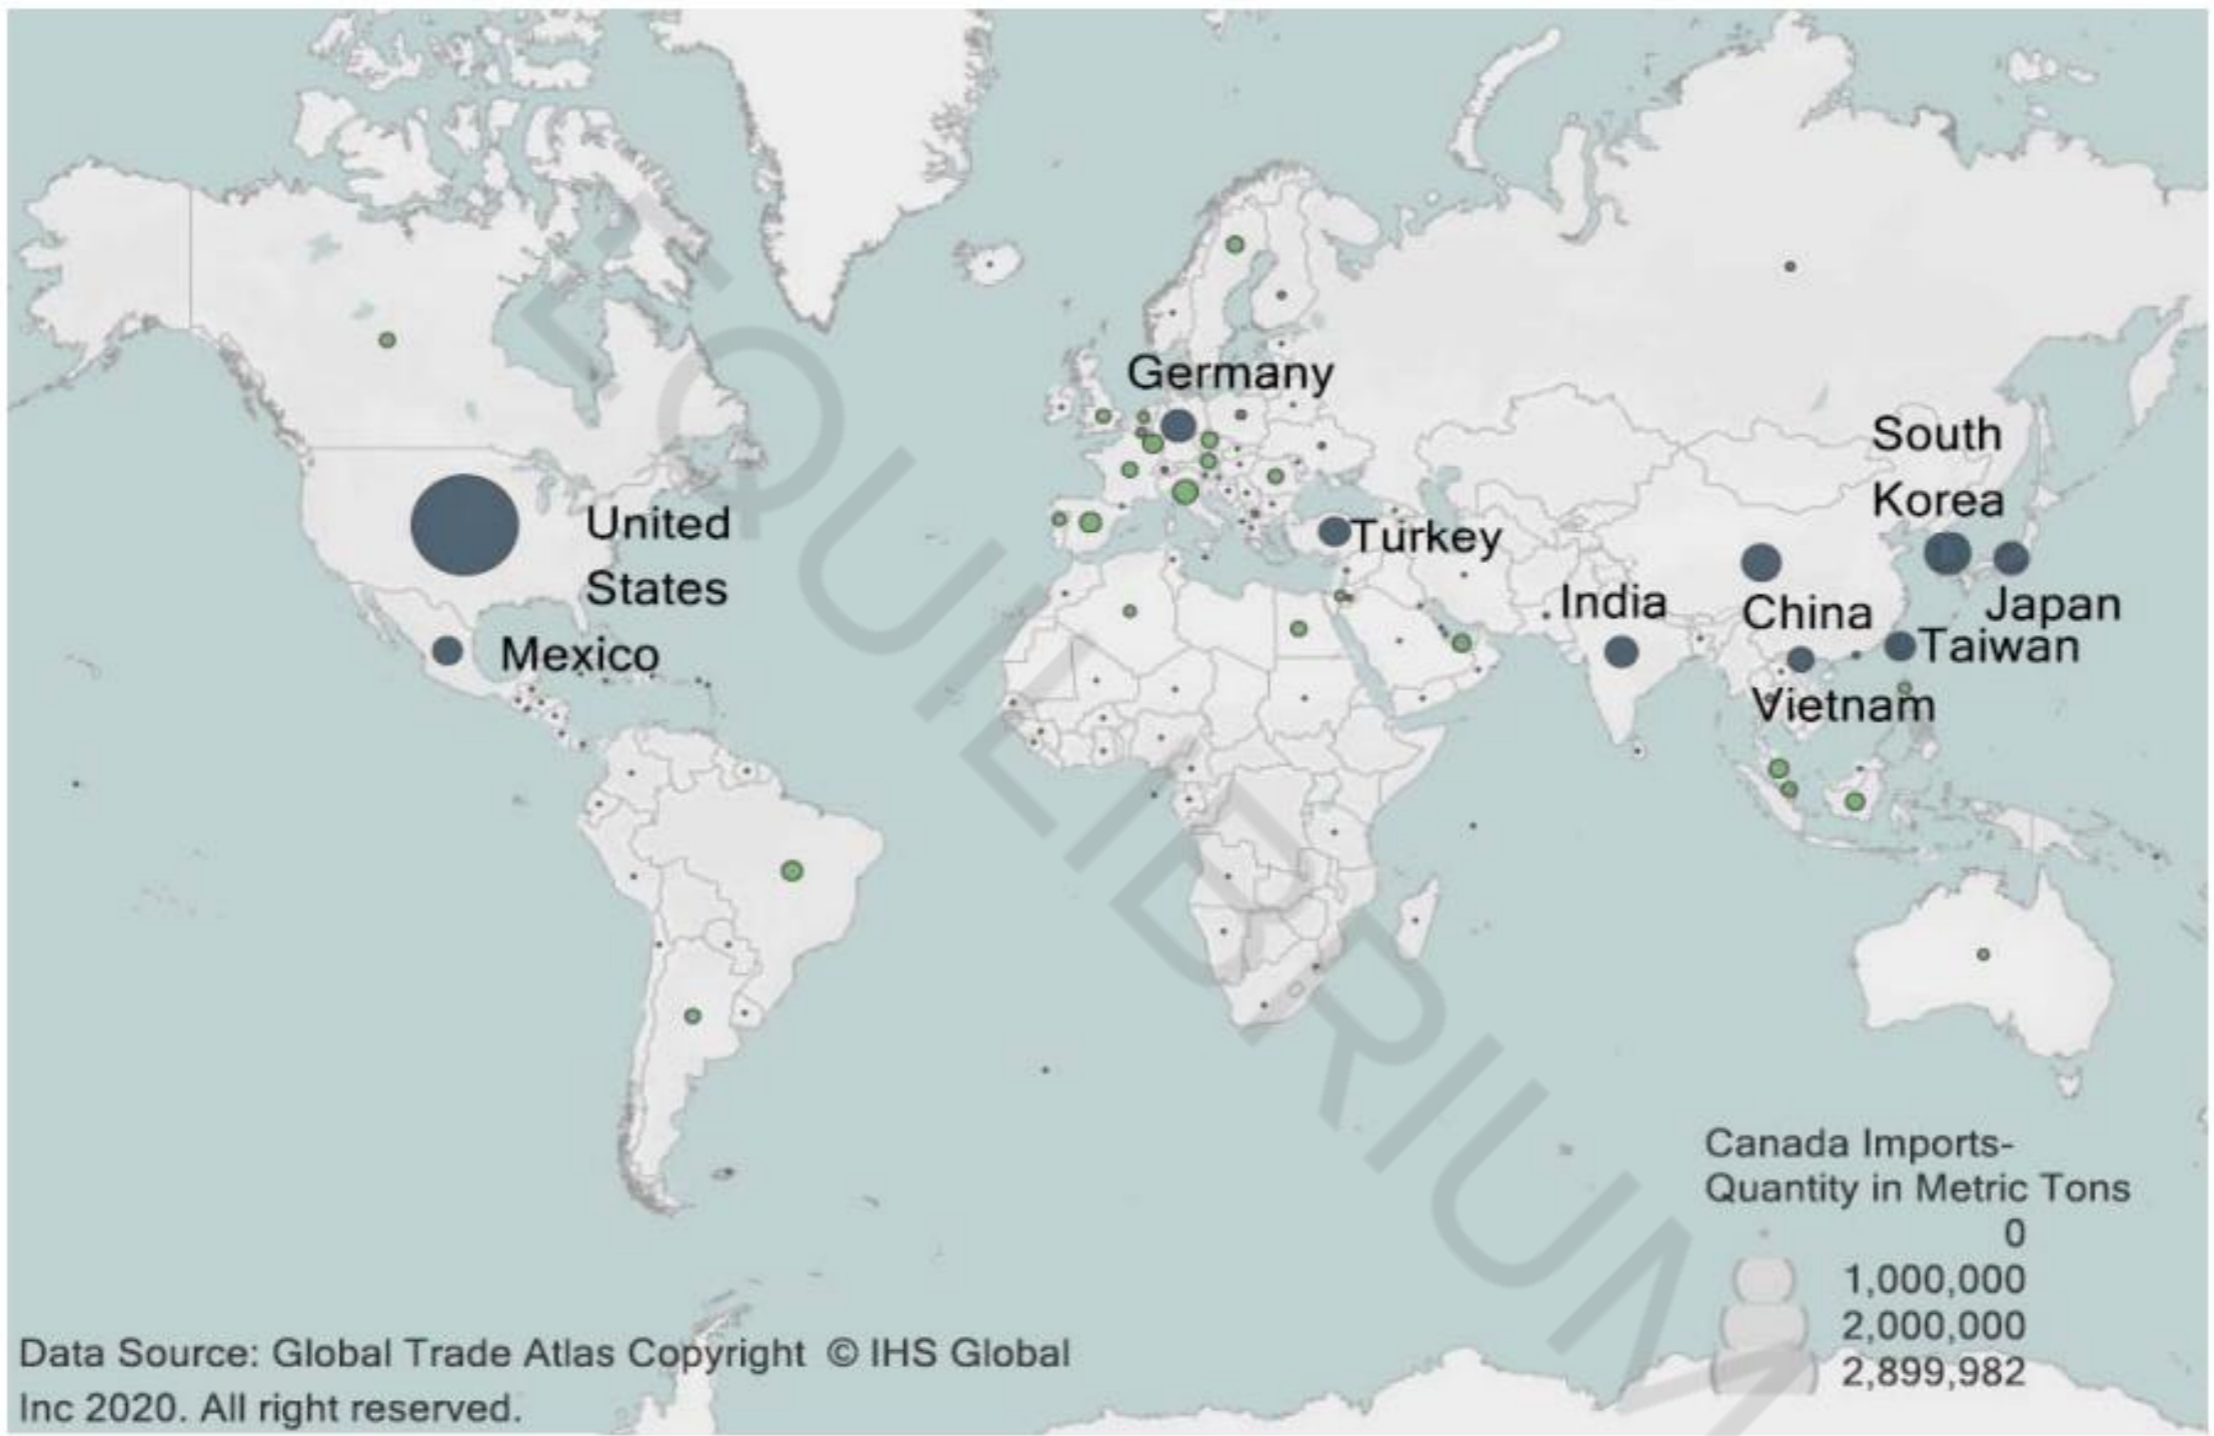 Germany
South
Korea
United
States
Turkey
India
China
Japan
Mexico
Taiwan
Vietnam
EQUILIBRIUM
Canada Imports-
Quantity in Metric Tons
0
1,000,000
2,000,000
2,899,982
Data Source: Global Trade Atlas Copyright © IHS Global
Inc 2020. All right reserved.